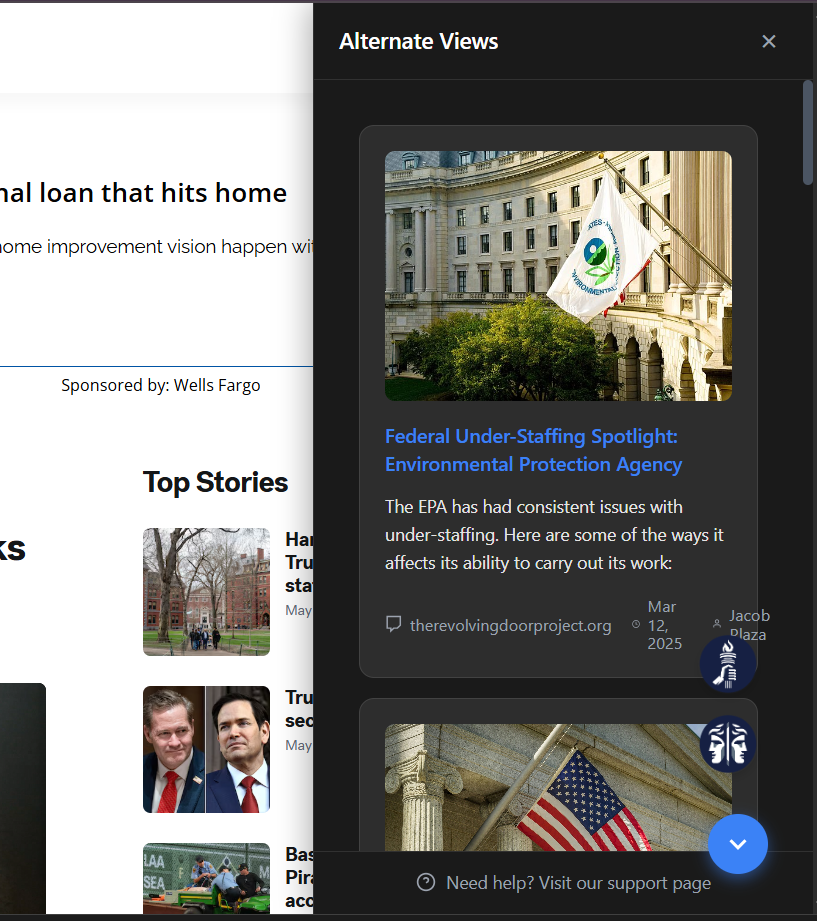 Alternate Views
nal loan that hits home
home improvement vision happen wit
Sponsored by: Wells Fargo
Top Stories
ks
Har
Tru
sta
May
Tru
sec
May
Bas
Pira
acc
LAA
SEA
Federal Under-Staffing Spotlight:
Environmental Protection Agency
The EPA has had consistent issues with
under-staffing. Here are some of the ways it
affects its ability to carry out its work:
therevolvingdoorproject.org
Mar
12,
2025
Jacob
Plaza
Need help? Visit our support page